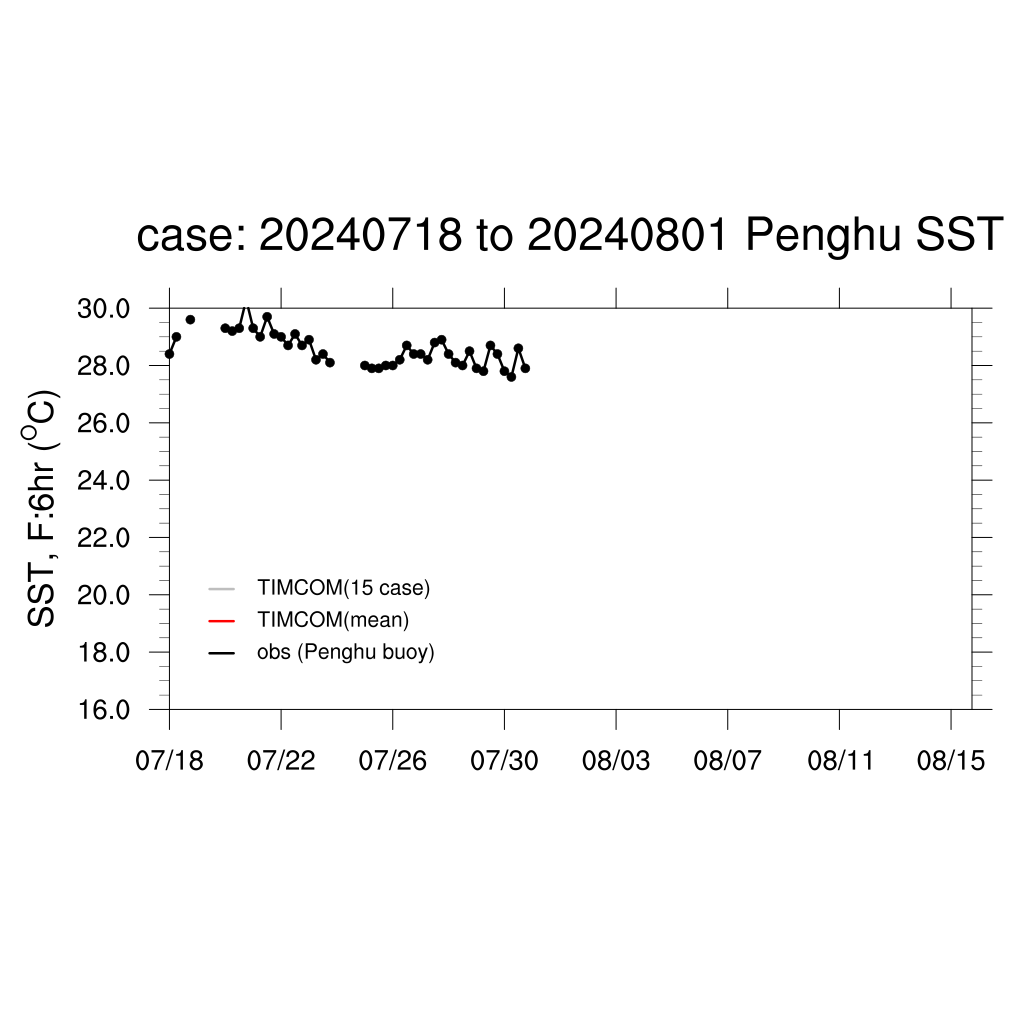 case: 20240718 to 20240801 Penghu SST
SST, F:6hr (°C)
30.0
28.0
26.0
24.0
22.0
20.0
18.0
16.0
TIMCOM(15 case)
TIMCOM(mean)
obs (Penghu buoy)
07/18 07/22 07/26 07/30 08/03 08/07 08/11 08/15